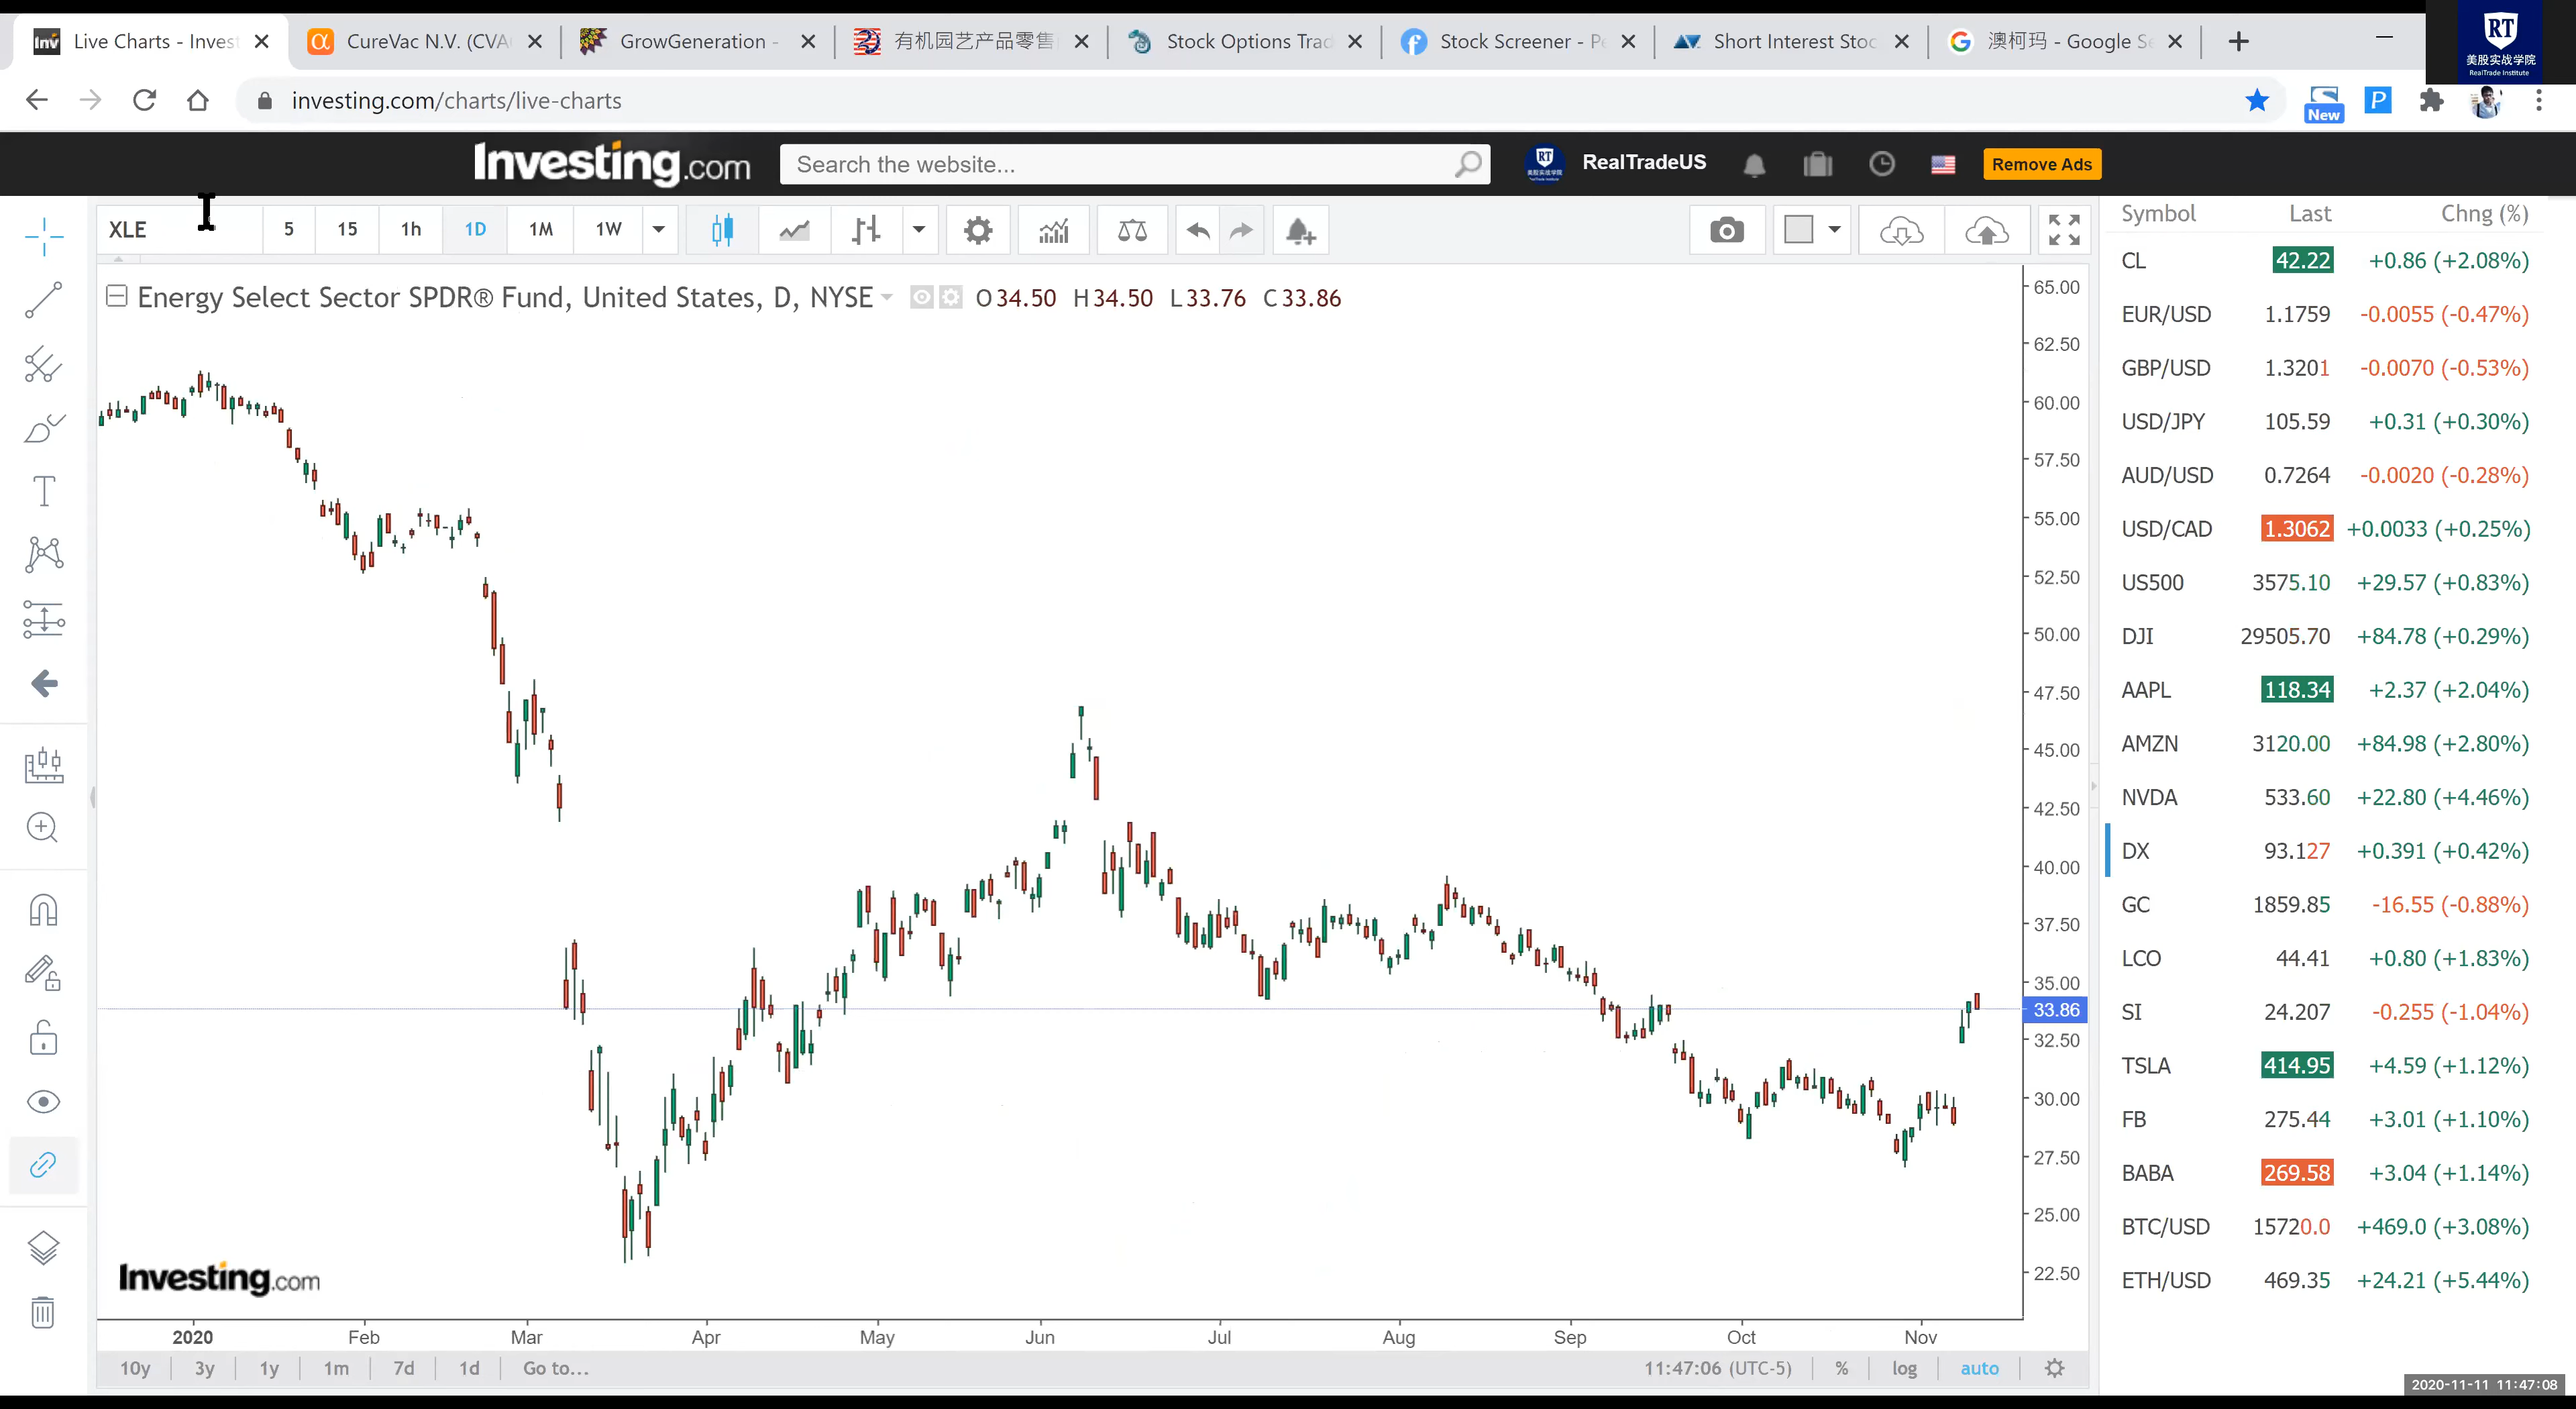 Live Charts - Invest
CureVac N.V. (CVA
GrowGeneration -
有机园艺产品零售
Stock Options Trad
Stock Screener - Pe
Short Interest Stoc
澳柯玛 - Google Se
RT
美股实战学院
RealTrade Institute
investing.com/charts/live-charts
New
P
Investing.com
Search the website...
RT
RealTradeUS
Remove Ads
XLE 5 15 1h 1D 1M 1W
Symbol Last Chng (%)
Energy Select Sector SPDR® Fund, United States, D, NYSE O 34.50 H 34.50 L 33.76 C 33.86
65.00
62.50
60.00
57.50
55.00
52.50
50.00
47.50
45.00
42.50
40.00
37.50
35.00
33.86
32.50
30.00
27.50
25.00
22.50
CL 42.22 +0.86 (+2.08%)
EUR/USD 1.1759 -0.0055 (-0.47%)
GBP/USD 1.3201 -0.0070 (-0.53%)
USD/JPY 105.59 +0.31 (+0.30%)
AUD/USD 0.7264 -0.0020 (-0.28%)
USD/CAD 1.3062 +0.0033 (+0.25%)
US500 3575.10 +29.57 (+0.83%)
DJI 29505.70 +84.78 (+0.29%)
AAPL 118.34 +2.37 (+2.04%)
AMZN 3120.00 +84.98 (+2.80%)
NVDA 533.60 +22.80 (+4.46%)
DX 93.127 +0.391 (+0.42%)
GC 1859.85 -16.55 (-0.88%)
LCO 44.41 +0.80 (+1.83%)
SI 24.207 -0.255 (-1.04%)
TSLA 414.95 +4.59 (+1.12%)
FB 275.44 +3.01 (+1.10%)
BABA 269.58 +3.04 (+1.14%)
BTC/USD 15720.0 +469.0 (+3.08%)
ETH/USD 469.35 +24.21 (+5.44%)
Investing.com
2020 Feb Mar Apr May Jun Jul Aug Sep Oct Nov
10y 3y 1y 1m 7d 1d Go to... 11:47:06 (UTC-5) % log auto
2020-11-11 11:47:08